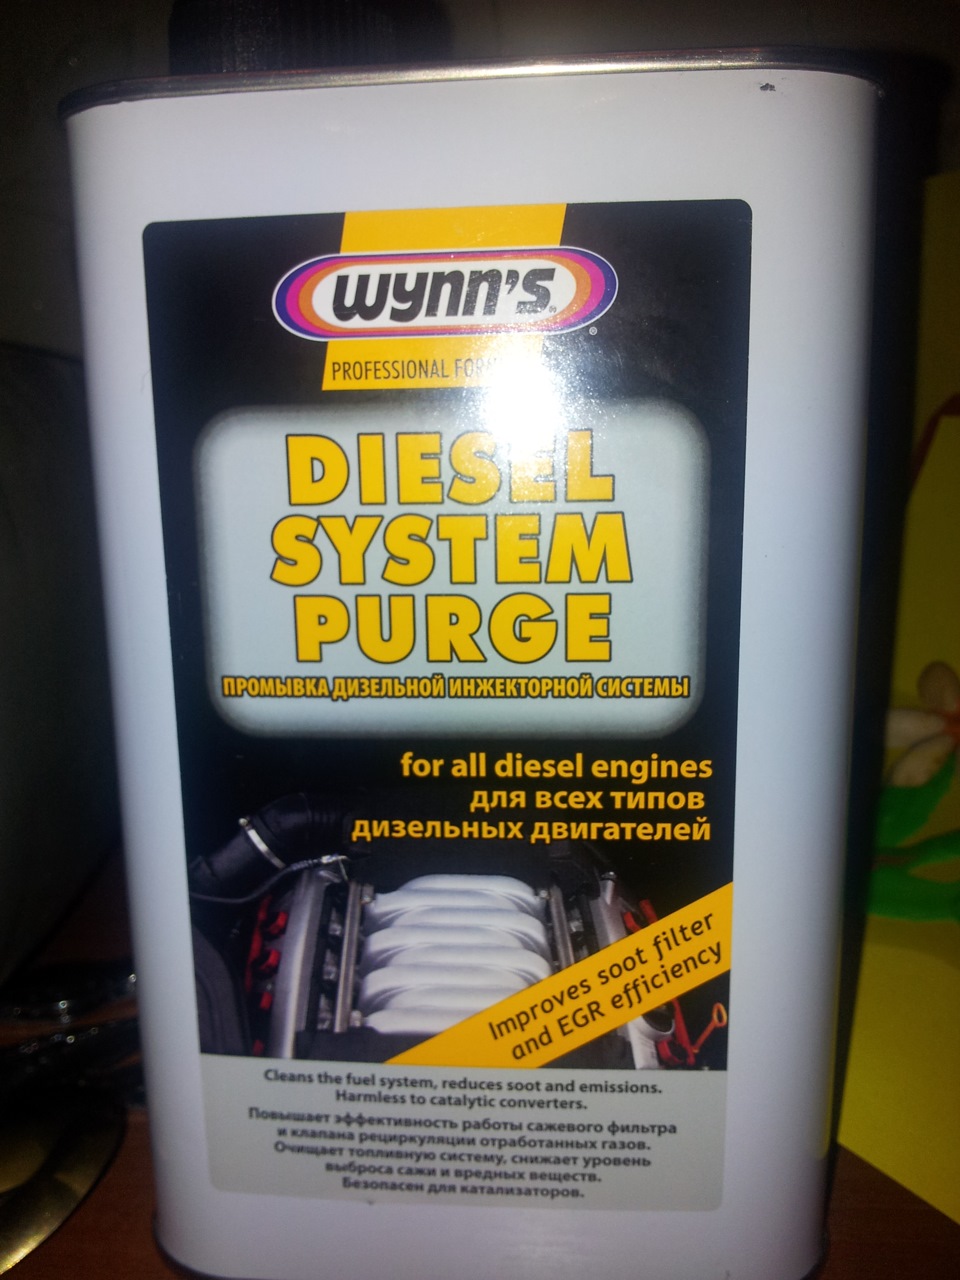 wynn's®
PROFESSIONAL
DIESEL
SYSTEM
PURGE
ПРОМЫВКА ДИЗЕЛЬНОЙ ИНЖЕКТОРНОЙ СИСТЕМЫ
for all diesel engines
для всех типов
дизельных двигателей
Improves soot filter
and EGR efficiency
Cleans the fuel system, reduces soot and emissions.
Harmless to catalytic converters.
Повышает эффективность работы сажевого фильтра
и клапана рециркуляции отработанных газов.
Очищает топливную систему, снижает уровень
выброса сажи и вредных веществ.
Безопасен для катализаторов.